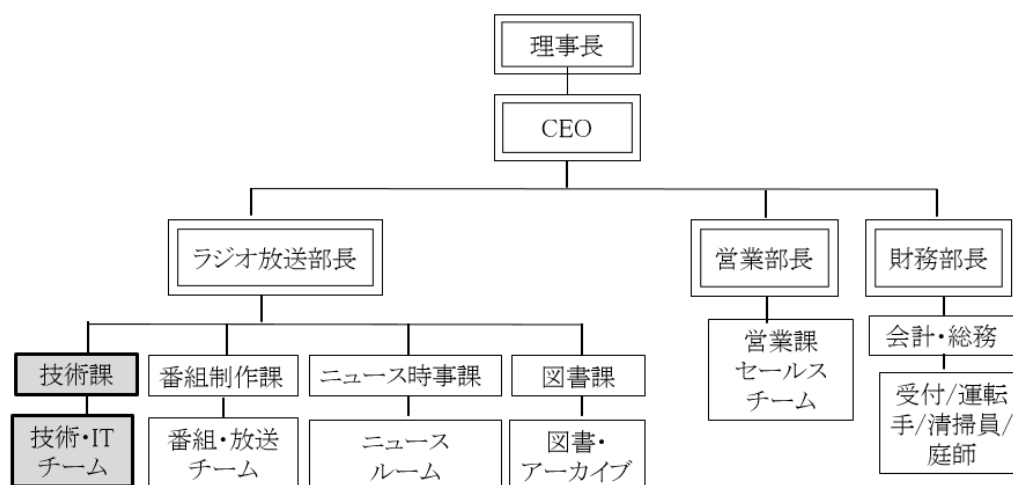 理事長
CEO
ラジオ放送部長
営業部長
財務部長
技術課
番組制作課
ニュース時事課
図書課
営業課
セールス
チーム
会計・総務
技術・IT
チーム
番組・放送
チーム
ニュース
ルーム
図書・
アーカイブ
受付/運転
手/清掃員/
庭師